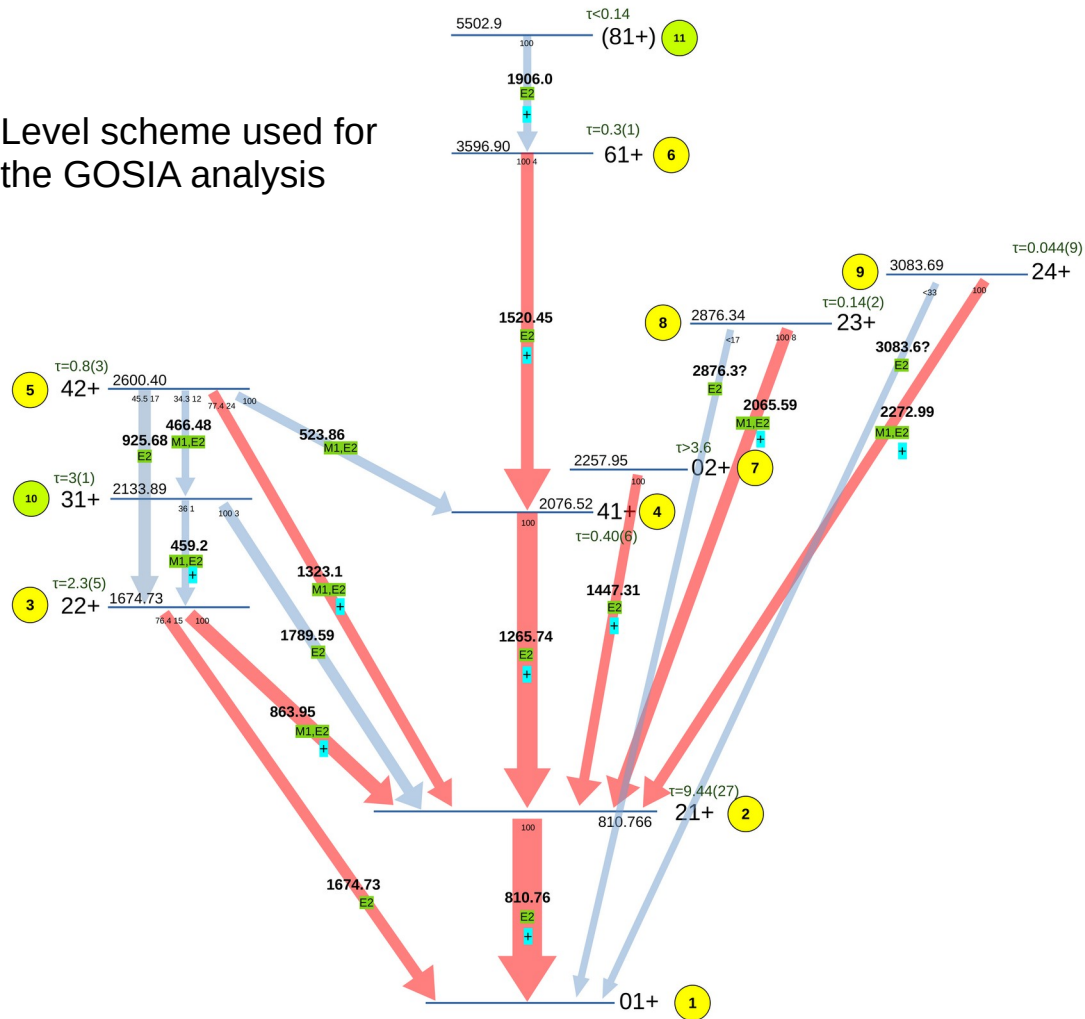 5502.9
τ<0.14
(81+)
11
100
1906.0
E2
+
Level scheme used for
the GOSIA analysis
3596.90
τ=0.3(1)
61+
6
100 4
1520.45
E2
+
τ=0.044(9)
9
3083.69
24+
<33
100
τ=0.14(2)
8
2876.34
23+
<17
100 8
3083.6?
E2
2876.3?
E2
2065.59
M1,E2
+
2272.99
M1,E2
+
τ=0.8(3)
5
42+
2600.40
45.5 17
34.3 12
77.4 24
100
925.68
E2
466.48
M1,E2
523.86
M1,E2
τ>3.6
2257.95
02+
7
100
τ=3(1)
10
31+
2133.89
36 1
100 3
2076.52
41+
4
100
τ=0.40(6)
459.2
M1,E2
+
1323.1
M1,E2
+
1447.31
E2
+
τ=2.3(5)
3
22+
1674.73
76.4 15
100
1789.59
E2
1265.74
E2
+
863.95
M1,E2
+
τ=9.44(27)
810.766
21+
2
100
1674.73
E2
810.76
E2
+
01+
1